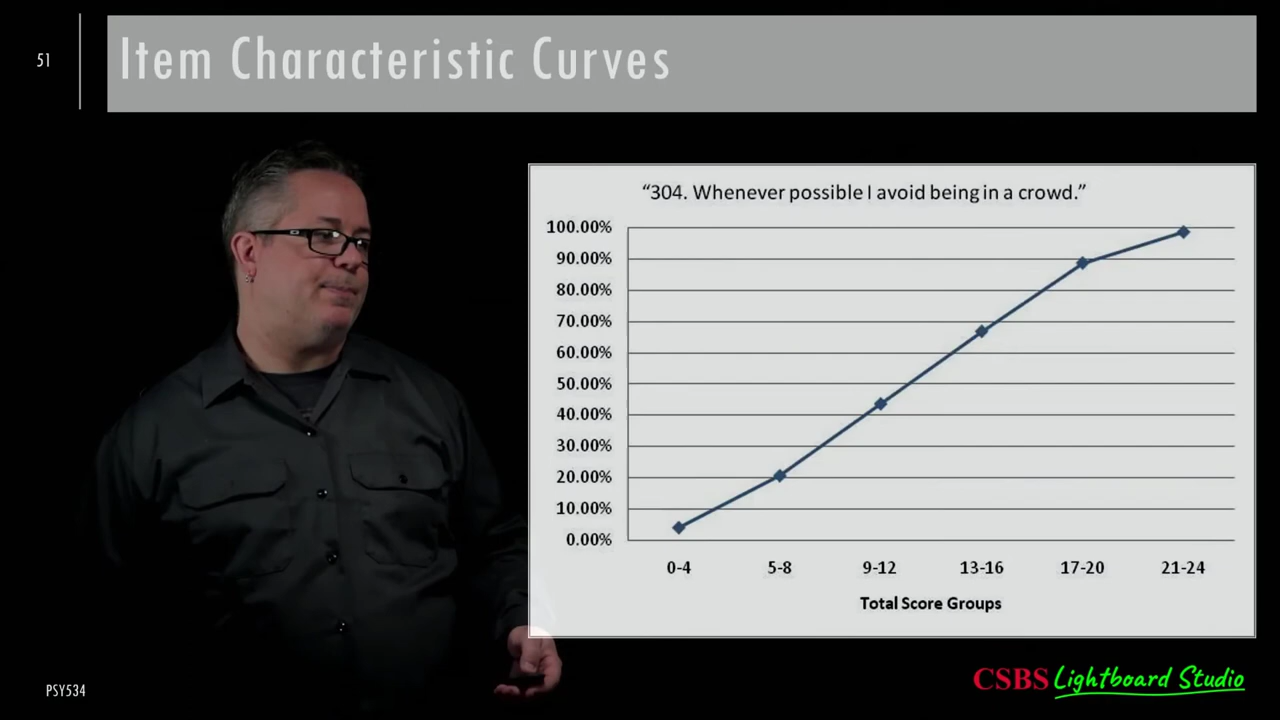 51
Item Characteristic Curves
“304. Whenever possible I avoid being in a crowd.”
100.00%
90.00%
80.00%
70.00%
60.00%
50.00%
40.00%
30.00%
20.00%
10.00%
0.00%
0-4 5-8 9-12 13-16 17-20 21-24
Total Score Groups
PSY534
CSBS Lightboard Studio